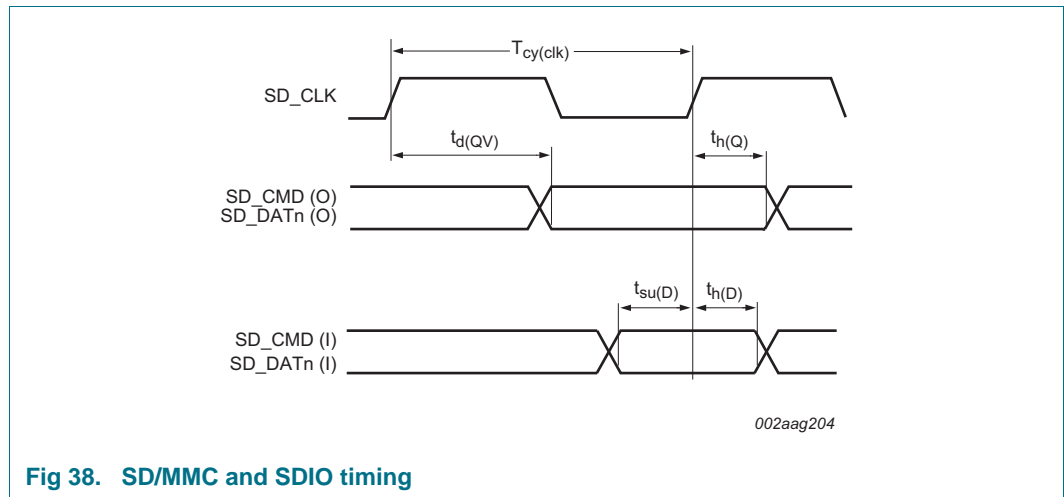 Tcy(clk)
SD_CLK
td(QV)
th(Q)
SD_CMD (O)
SD_DATn (O)
tsu(D)
th(D)
SD_CMD (I)
SD_DATn (I)
002aag204
Fig 38. SD/MMC and SDIO timing